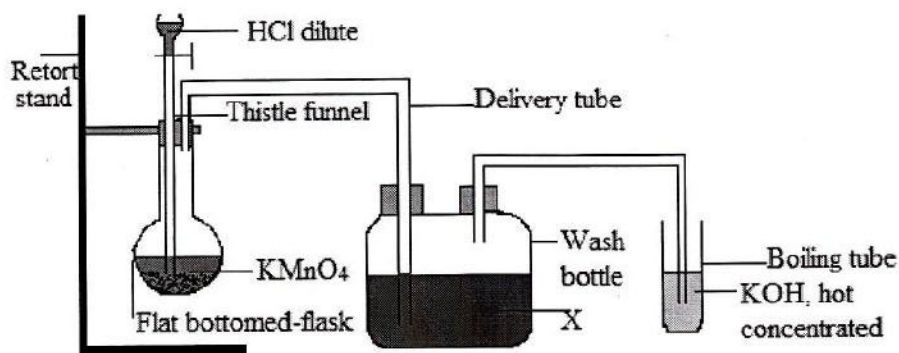 HCl dilute
Retort
stand
Delivery tube
Thistle funnel
Wash
bottle
Boiling tube
KMnO4
KOH, hot
concentrated
Flat bottomed-flask
X